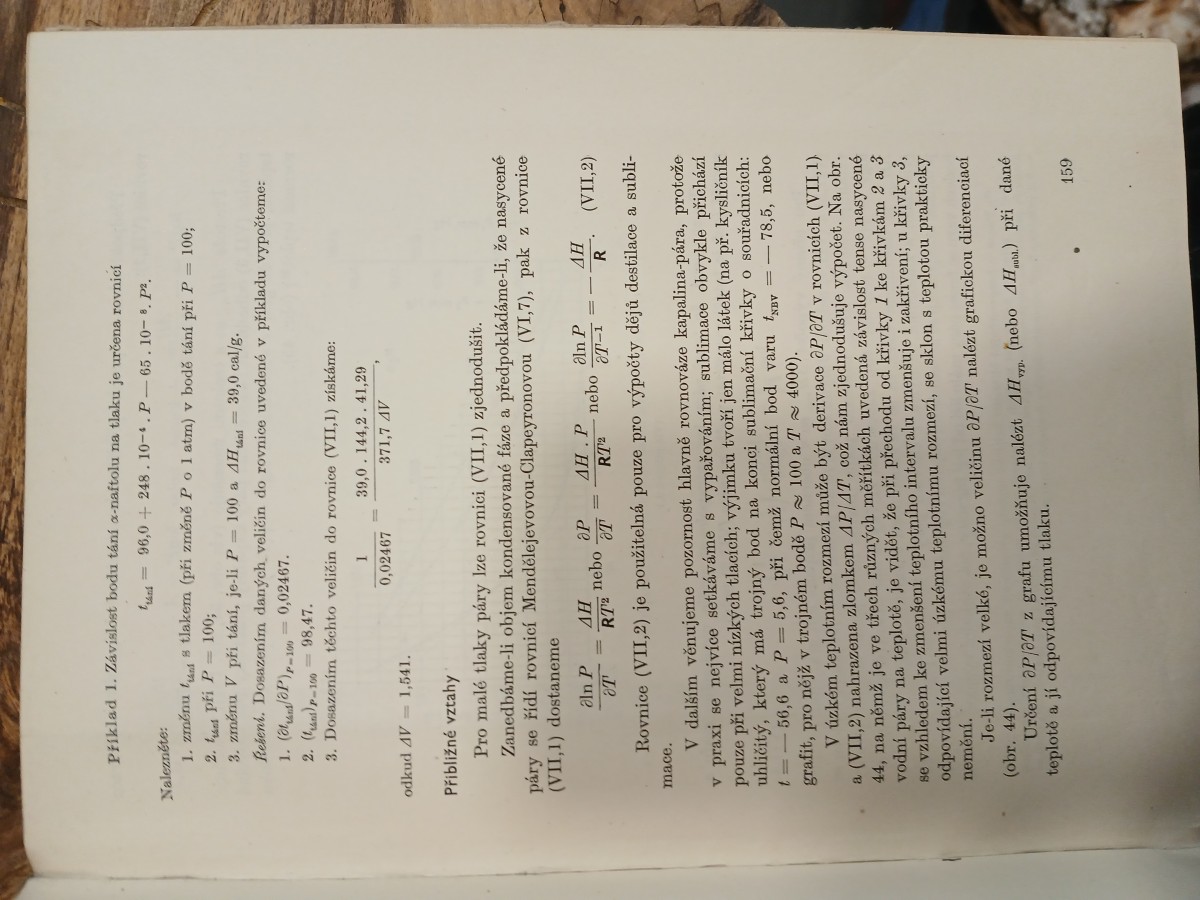 Příklad 1. Závislost bodu tání α-naftolu na tlaku je určena rovnicí
t_tání = 96,0 + 248 . 10⁻⁴ . P — 65 . 10⁻⁸ . P².
Nalezněte:
1. změnu t_tání s tlakem (při změně P o 1 atm) v bodě tání při P = 100;
2. t_tání při P = 100;
3. změnu V při tání, je-li P = 100 a ΔH_tání = 39,0 cal/g.
Řešení. Dosazením daných veličin do rovnice uvedené v příkladu vypočteme:
1. (∂t_tání/∂P)_P=100 = 0,02467.
2. (t_tání)_P=100 = 98,47.
3. Dosazením těchto veličin do rovnice (VII,1) získáme:
1/0,02467 = 39,0 . 144,2 . 41,29/371,7 ΔV,
odkud ΔV = 1,541.
Přibližné vztahy
Pro malé tlaky páry lze rovnici (VII,1) zjednodušit.
Zanedbáme-li objem kondensované fáze a předpokládáme-li, že nasycené
páry se řídí rovnicí Mendělejevovou-Clapeyronovou (VI,7), pak z rovnice
(VII,1) dostaneme
∂ln P/∂T = ΔH/RT² nebo ∂P/∂T = ΔH . P/RT² nebo ∂ln P/∂T⁻¹ = — ΔH/R. (VII,2)
Rovnice (VII,2) je použitelná pouze pro výpočty dějů destilace a subli-
mace.
V dalším věnujeme pozornost hlavně rovnováze kapalina-pára, protože
v praxi se nejvíce setkáváme s vypařováním; sublimace obvykle přichází
pouze při velmi nízkých tlacích; výjimku tvoří jen málo látek (na př. kysličník
uhličitý, který má trojný bod na konci sublimační křivky o souřadnicích:
t = — 56,6 a P = 5,6, při čemž normální bod varu t_NBV = — 78,5, nebo
grafit, pro nějž v trojném bodě P ≈ 100 a T ≈ 4000).
V úzkém teplotním rozmezí může být derivace ∂P/∂T v rovnicích (VII,1)
a (VII,2) nahrazena zlomkem ΔP/ΔT, což nám zjednodušuje výpočet. Na obr.
44, na němž je ve třech různých měřítkách uvedená závislost tense nasycené
vodní páry na teplotě, je vidět, že při přechodu od křivky 1 ke křivkám 2 a 3
se vzhledem ke zmenšení teplotního intervalu zmenšuje i zakřivení; u křivky 3,
odpovídající velmi úzkému teplotnímu rozmezí, se sklon s teplotou prakticky
nemění.
Je-li rozmezí velké, je možno veličinu ∂P/∂T nalézt grafickou diferenciací
(obr. 44).
Určení ∂P/∂T z grafu umožňuje nalézt ΔH_výp. (nebo ΔH_subl.) při dané
teplotě a jí odpovídajícímu tlaku.
159